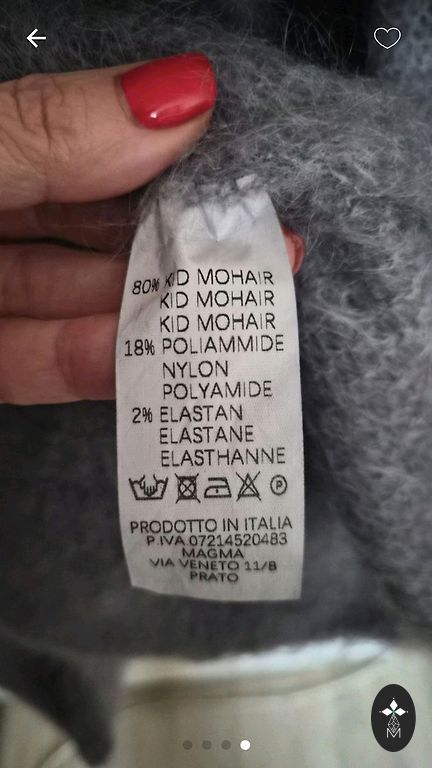 80% KID MOHAIR
KID MOHAIR
KID MOHAIR
18% POLIAMMIDE
NYLON
POLYAMIDE
2% ELASTAN
ELASTANE
ELASTHANNE
P
PRODOTTO IN ITALIA
P.IVA 07214520483
MAGMA
VIA VENETO 11/B
PRATO
M